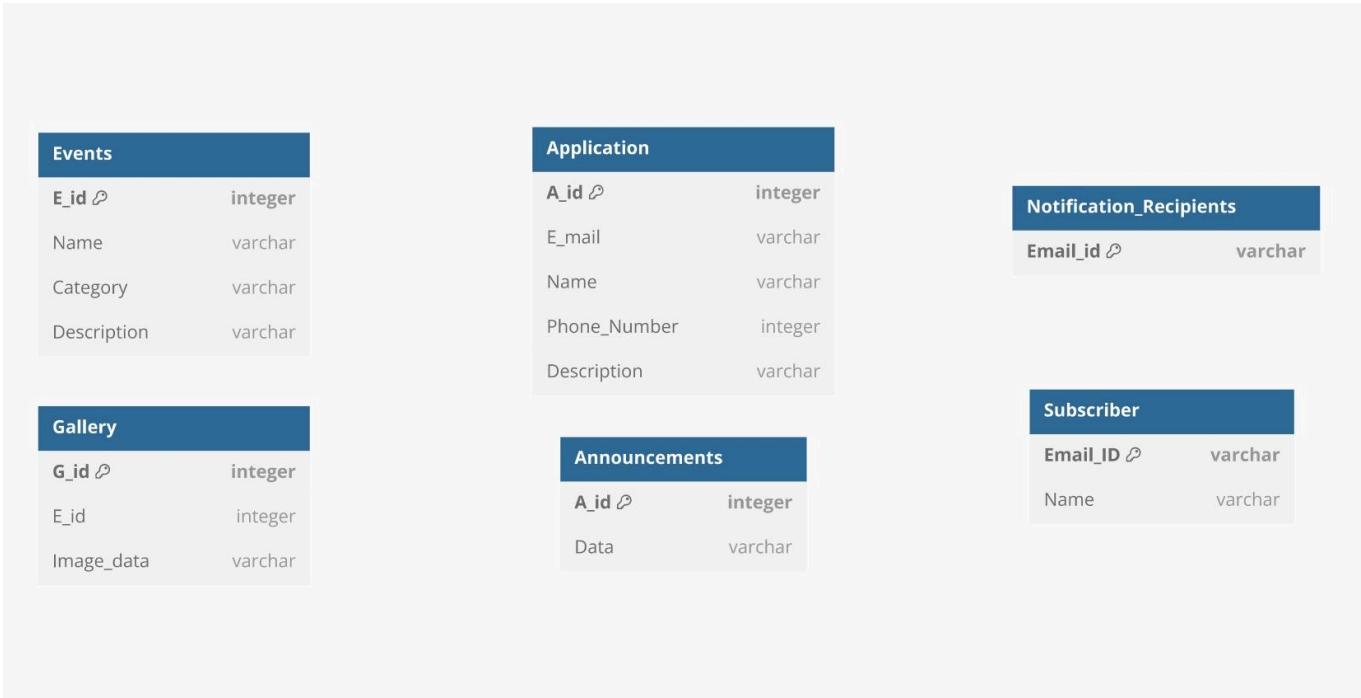 Events
E_id integer
Name varchar
Category varchar
Description varchar
Gallery
G_id integer
E_id integer
Image_data varchar
Application
A_id integer
E_mail varchar
Name varchar
Phone_Number integer
Description varchar
Announcements
A_id integer
Data varchar
Notification_Recipients
Email_id varchar
Subscriber
Email_ID varchar
Name varchar